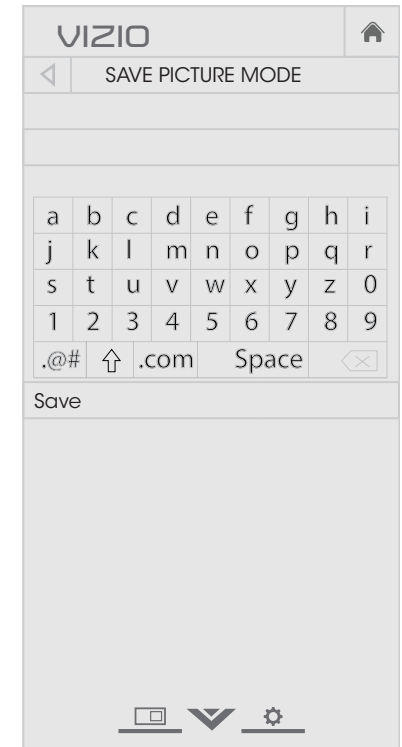 VIZIO
SAVE PICTURE MODE
a b c d e f g h i
j k l m n o p q r
s t u v w x y z 0
1 2 3 4 5 6 7 8 9
.@# .com Space
Save